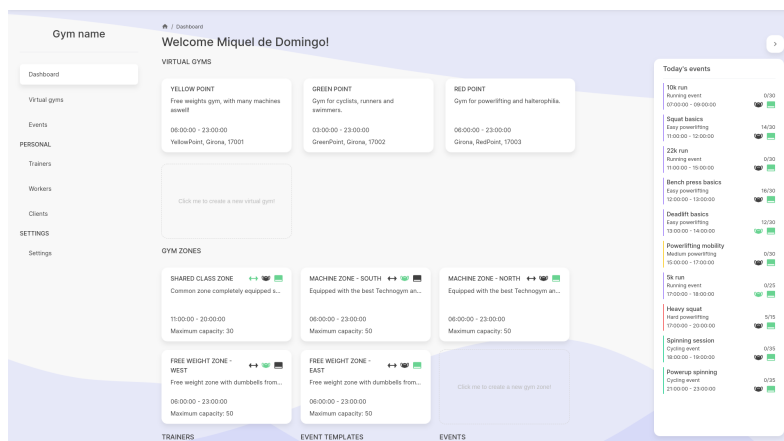 Gym name
Dashboard
Virtual gyms
Events
PERSONAL
Trainers
Workers
Clients
SETTINGS
Settings
/ Dashboard
Welcome Miquel de Domingo!
VIRTUAL GYMS
YELLOW POINT
Free weights gym, with many machines
aswell!
06:00:00 - 23:00:00
YellowPoint, Girona, 17001
GREEN POINT
Gym for cyclists, runners and
swimmers.
03:00:00 - 23:00:00
GreenPoint, Girona, 17002
RED POINT
Gym for powerlifting and halterophilia.
06:00:00 - 23:00:00
Girona, RedPoint, 17003
Click me to create a new virtual gym!
GYM ZONES
SHARED CLASS ZONE
Common zone completely equipped s...
11:00:00 - 20:00:00
Maximum capacity: 30
MACHINE ZONE - SOUTH
Equipped with the best Technogym an...
06:00:00 - 23:00:00
Maximum capacity: 50
MACHINE ZONE - NORTH
Equipped with the best Technogym an...
06:00:00 - 23:00:00
Maximum capacity: 50
FREE WEIGHT ZONE -
WEST
Free weight zone with dumbbells from...
06:00:00 - 23:00:00
Maximum capacity: 50
FREE WEIGHT ZONE -
EAST
Free weight zone with dumbbells from...
06:00:00 - 23:00:00
Maximum capacity: 50
Click me to create a new gym zone!
TRAINERS
EVENT TEMPLATES
EVENTS
Today's events
10k run
Running event 0/30
07:00:00 - 09:00:00
Squat basics
Easy powerlifting 14/30
11:00:00 - 12:00:00
22k run
Running event 0/30
11:00:00 - 15:00:00
Bench press basics
Easy powerlifting 16/30
12:00:00 - 13:00:00
Deadlift basics
Easy powerlifting 12/30
13:00:00 - 14:00:00
Powerlifting mobility
Medium powerlifting 0/30
15:00:00 - 17:00:00
5k run
Running event 0/25
17:00:00 - 18:00:00
Heavy squat
Hard powerlifting 5/15
17:00:00 - 20:00:00
Spinning session
Cycling event 0/35
18:00:00 - 19:00:00
Powerup spinning
Cycling event 0/35
21:00:00 - 23:00:00